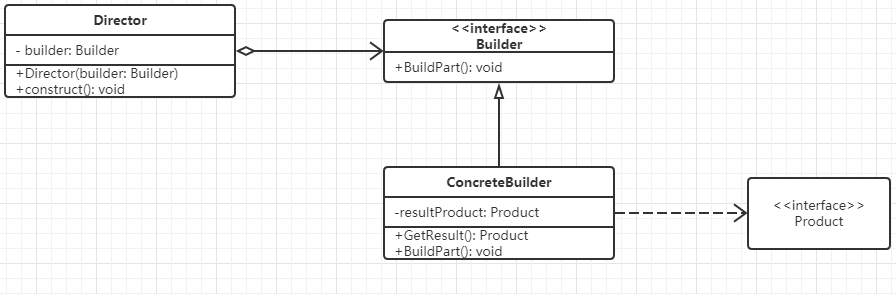 Director
- builder: Builder
+Director(builder: Builder)
+construct(): void
<<interface>>
Builder
+BuildPart(): void
ConcreteBuilder
-resultProduct: Product
+GetResult(): Product
+BuildPart(): void
<<interface>>
Product